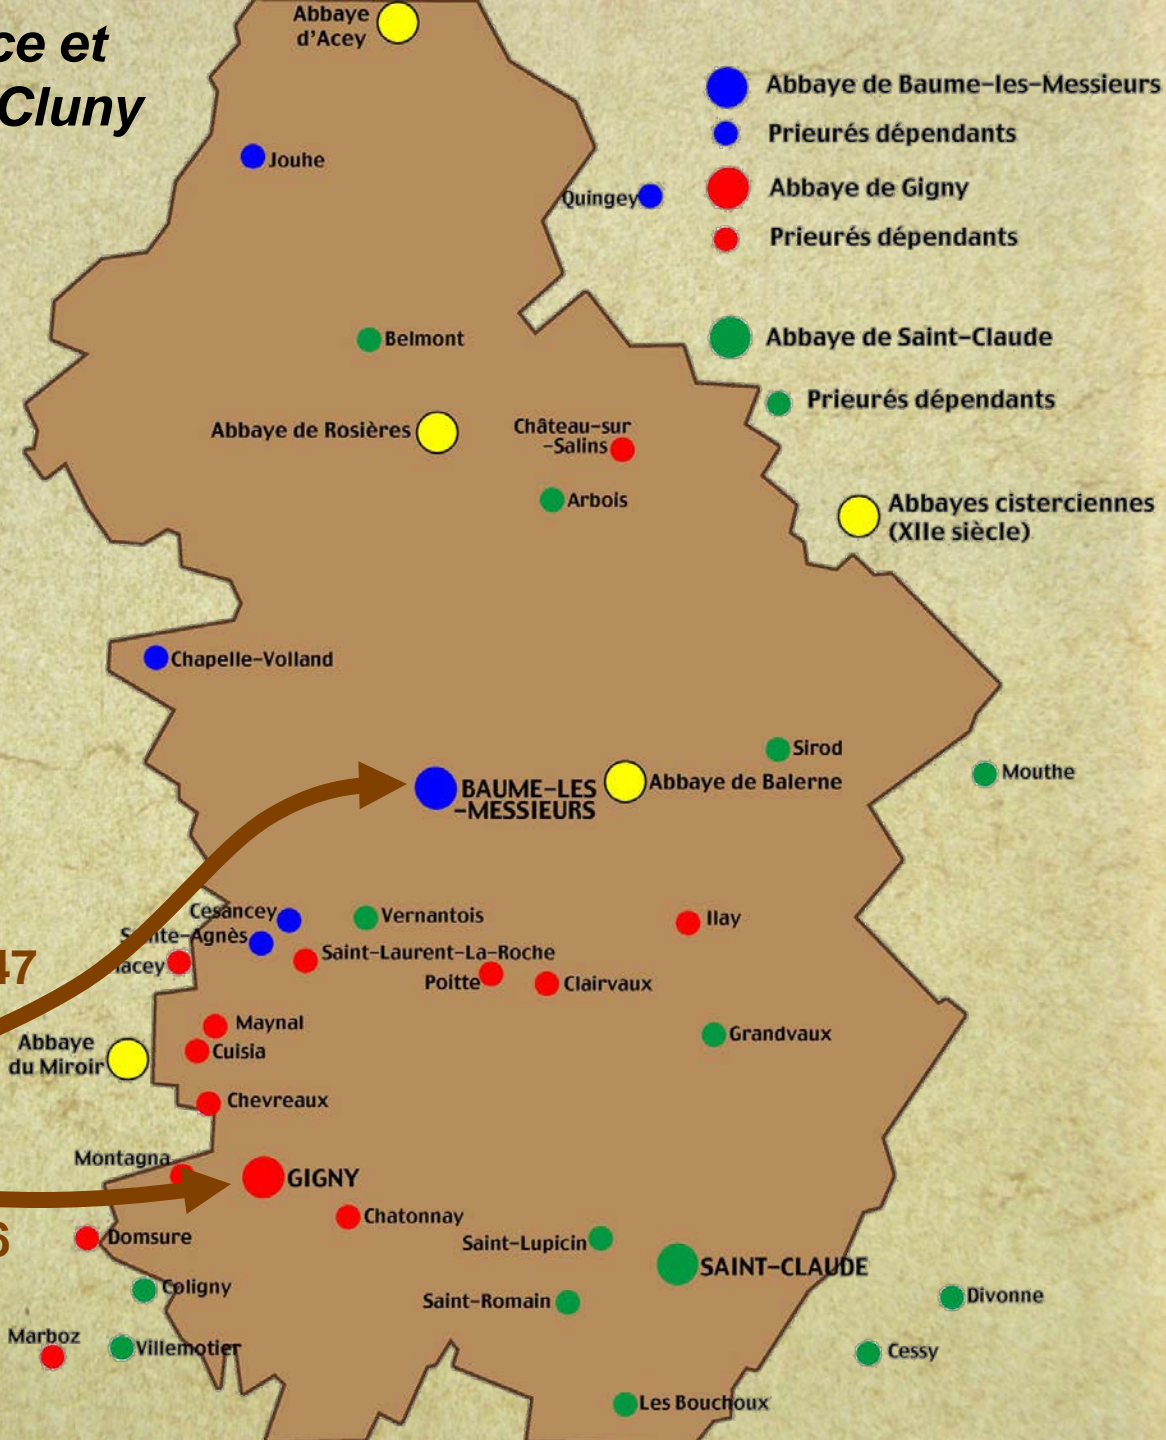 ce et
Cluny
Abbaye
d'Acey
Abbaye de Baume-les-Messieurs
Prieurés dépendants
Jouhe
Quingey
Abbaye de Gigny
Prieurés dépendants
Belmont
Abbaye de Saint-Claude
Prieurés dépendants
Abbaye de Rosières
Château-sur
-Salins
Arbois
Abbayes cisterciennes
(XIIe siècle)
Chapelle-Volland
Sirod
Mouthe
BAUME-LES
-MESSIEURS
Abbaye de Balerne
Cesancey
Vernantois
Ilay
Sainte-Agnès
Saint-Laurent-La-Roche
47
Poitte
Clairvaux
Maynal
Grandvaux
Abbaye
du Miroir
Cuisia
Chevreaux
Montagna
GIGNY
Chatonnay
Domsure
6
Saint-Lupicin
SAINT-CLAUDE
Coligny
Saint-Romain
Divonne
Marboz
Villemotier
Cessy
Les Bouchoux